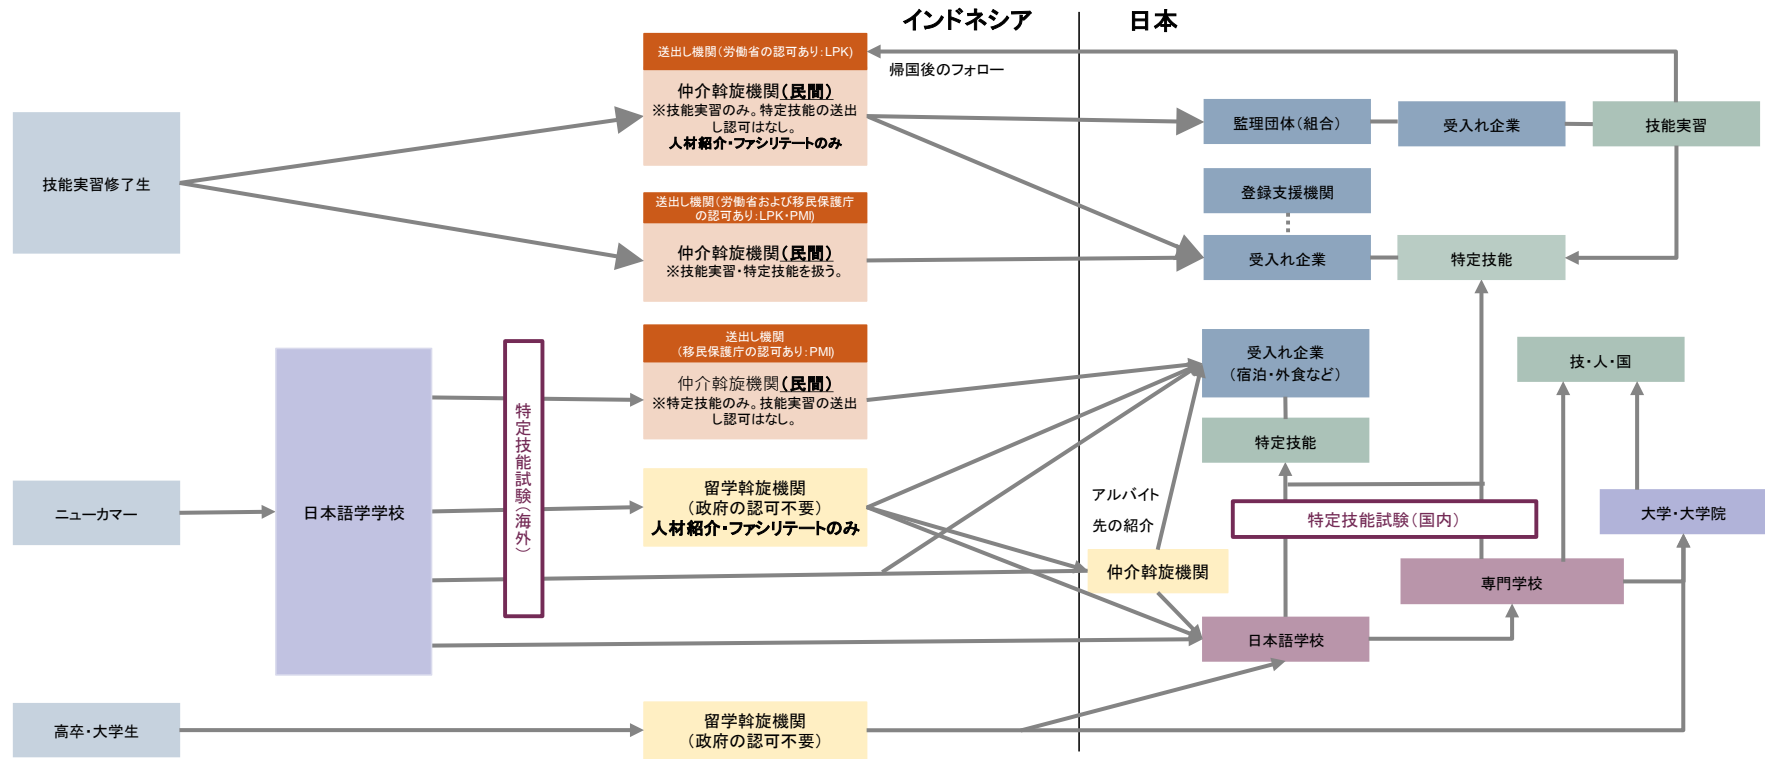 インドネシア
日本
送出し機関（労働省の認可あり：LPK）
仲介斡旋機関（民間）
※技能実習のみ。特定技能の送出
し認可はなし。
人材紹介・ファシリテートのみ
帰国後のフォロー
監理団体（組合）
受入れ企業
技能実習
技能実習修了生
送出し機関（労働省および移民保護庁
の認可あり：LPK・PMI）
仲介斡旋機関（民間）
※技能実習・特定技能を扱う。
登録支援機関
受入れ企業
特定技能
送出し機関
（移民保護庁の認可あり：PMI）
仲介斡旋機関（民間）
※特定技能のみ。技能実習の送出
し認可はなし。
受入れ企業
（宿泊・外食など）
技・人・国
特定技能
特定技能試験（海外）
ニューカマー
日本語学学校
留学斡旋機関
（政府の認可不要）
人材紹介・ファシリテートのみ
アルバイト
先の紹介
特定技能試験（国内）
大学・大学院
仲介斡旋機関
専門学校
日本語学校
高卒・大学生
留学斡旋機関
（政府の認可不要）